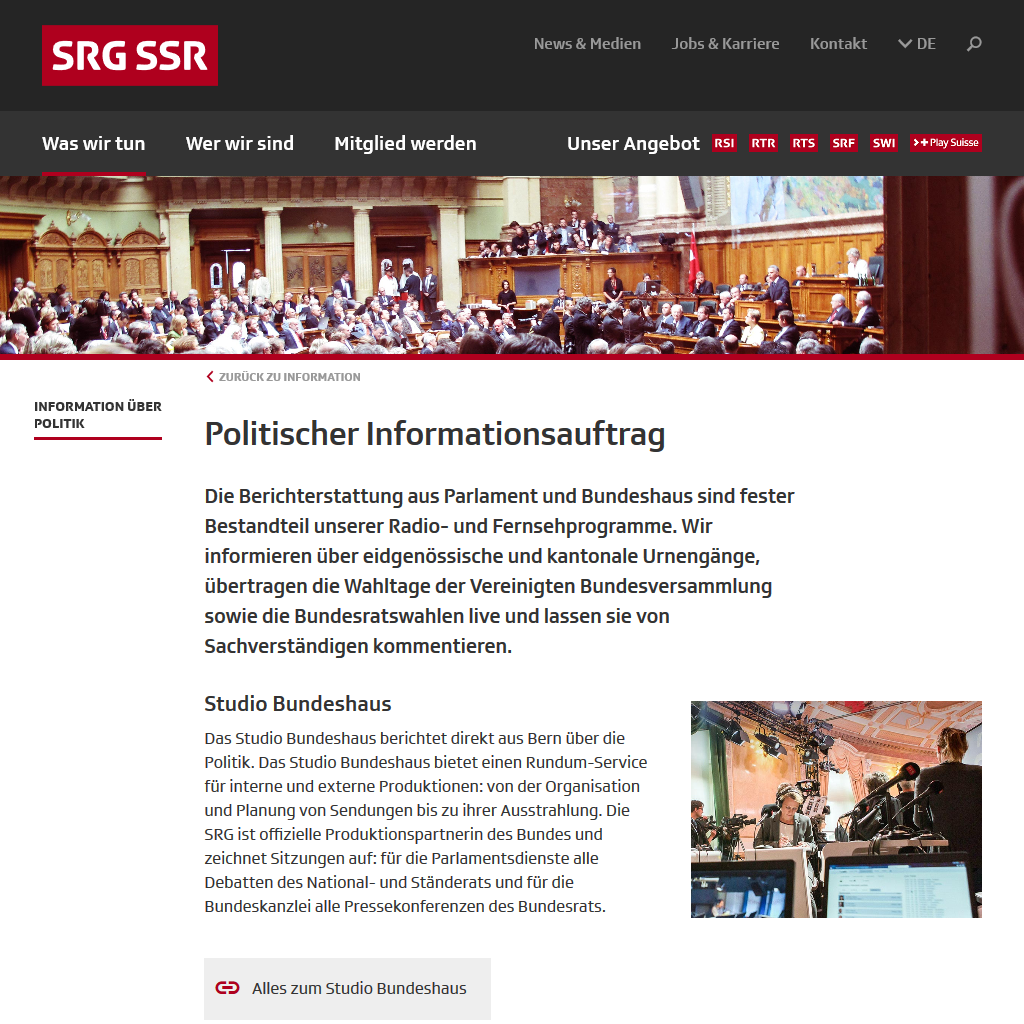 SRG SSR
News & Medien
Jobs & Karriere
Kontakt
DE
Was wir tun
Wer wir sind
Mitglied werden
Unser Angebot
RSI
RTR
RTS
SRF
SWI
Play Suisse
ZURÜCK ZU INFORMATION
INFORMATION ÜBER
POLITIK
Politischer Informationsauftrag
Die Berichterstattung aus Parlament und Bundeshaus sind fester
Bestandteil unserer Radio- und Fernsehprogramme. Wir
informieren über eidgenössische und kantonale Urnengänge,
übertragen die Wahltage der Vereinigten Bundesversammlung
sowie die Bundesratswahlen live und lassen sie von
Sachverständigen kommentieren.
Studio Bundeshaus
Das Studio Bundeshaus berichtet direkt aus Bern über die
Politik. Das Studio Bundeshaus bietet einen Rundum-Service
für interne und externe Produktionen: von der Organisation
und Planung von Sendungen bis zu ihrer Ausstrahlung. Die
SRG ist offizielle Produktionspartnerin des Bundes und
zeichnet Sitzungen auf: für die Parlamentsdienste alle
Debatten des National- und Ständerats und für die
Bundeskanzlei alle Pressekonferenzen des Bundesrats.
Alles zum Studio Bundeshaus